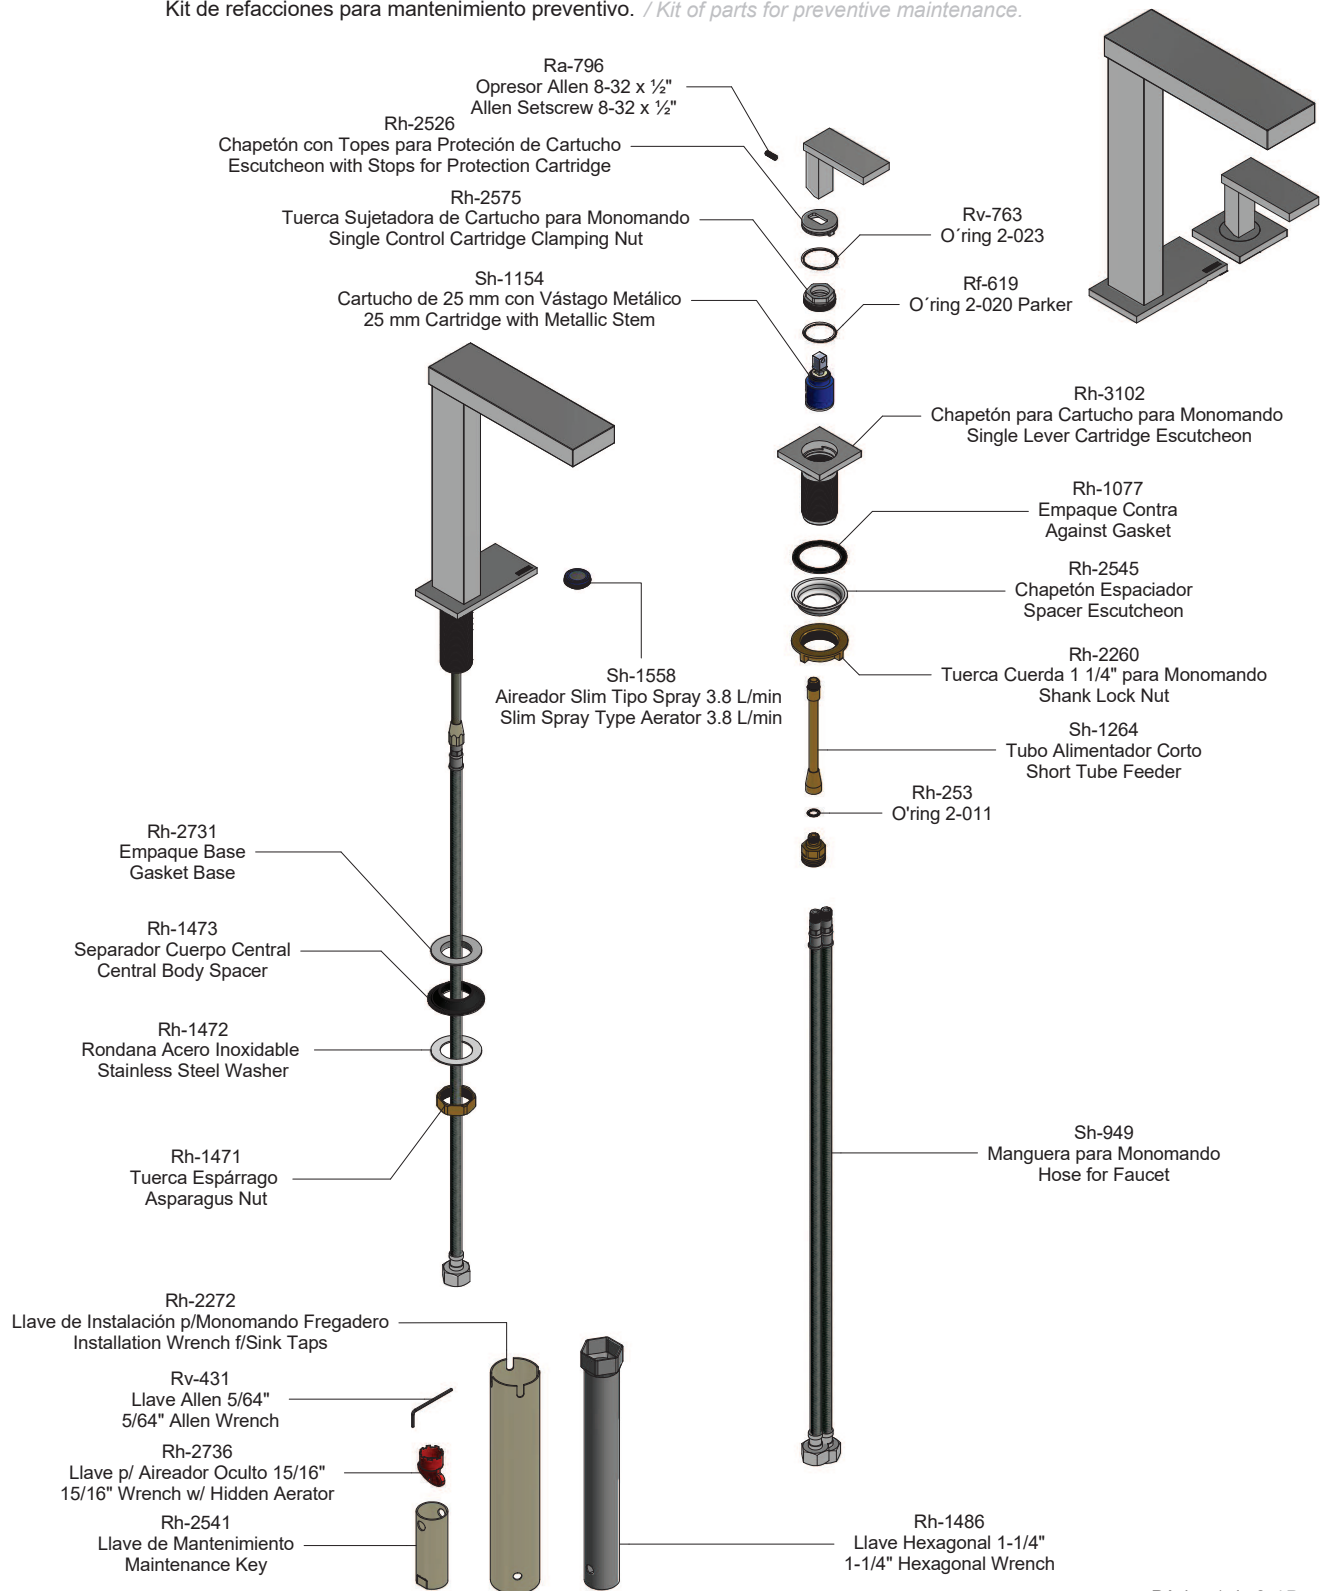 Kit de refacciones para mantenimiento preventivo. / Kit of parts for preventive maintenance.
Ra-796
Opresor Allen 8-32 x ½"
Allen Setscrew 8-32 x ½"
Rh-2526
Chapetón con Topes para Proteción de Cartucho
Escutcheon with Stops for Protection Cartridge
Rh-2575
Tuerca Sujetadora de Cartucho para Monomando
Single Control Cartridge Clamping Nut
Sh-1154
Cartucho de 25 mm con Vástago Metálico
25 mm Cartridge with Metallic Stem
Rv-763
O´ring 2-023
Rf-619
O´ring 2-020 Parker
Rh-3102
Chapetón para Cartucho para Monomando
Single Lever Cartridge Escutcheon
Rh-1077
Empaque Contra
Against Gasket
Rh-2545
Chapetón Espaciador
Spacer Escutcheon
Rh-2260
Tuerca Cuerda 1 1/4" para Monomando
Shank Lock Nut
Sh-1558
Aireador Slim Tipo Spray 3.8 L/min
Slim Spray Type Aerator 3.8 L/min
Sh-1264
Tubo Alimentador Corto
Short Tube Feeder
Rh-253
O'ring 2-011
Rh-2731
Empaque Base
Gasket Base
Rh-1473
Separador Cuerpo Central
Central Body Spacer
Rh-1472
Rondana Acero Inoxidable
Stainless Steel Washer
Rh-1471
Tuerca Espárrago
Asparagus Nut
Sh-949
Manguera para Monomando
Hose for Faucet
Rh-2272
Llave de Instalación p/Monomando Fregadero
Installation Wrench f/Sink Taps
Rv-431
Llave Allen 5/64"
5/64" Allen Wrench
Rh-2736
Llave p/ Aireador Oculto 15/16"
15/16" Wrench w/ Hidden Aerator
Rh-2541
Llave de Mantenimiento
Maintenance Key
Rh-1486
Llave Hexagonal 1-1/4"
1-1/4" Hexagonal Wrench